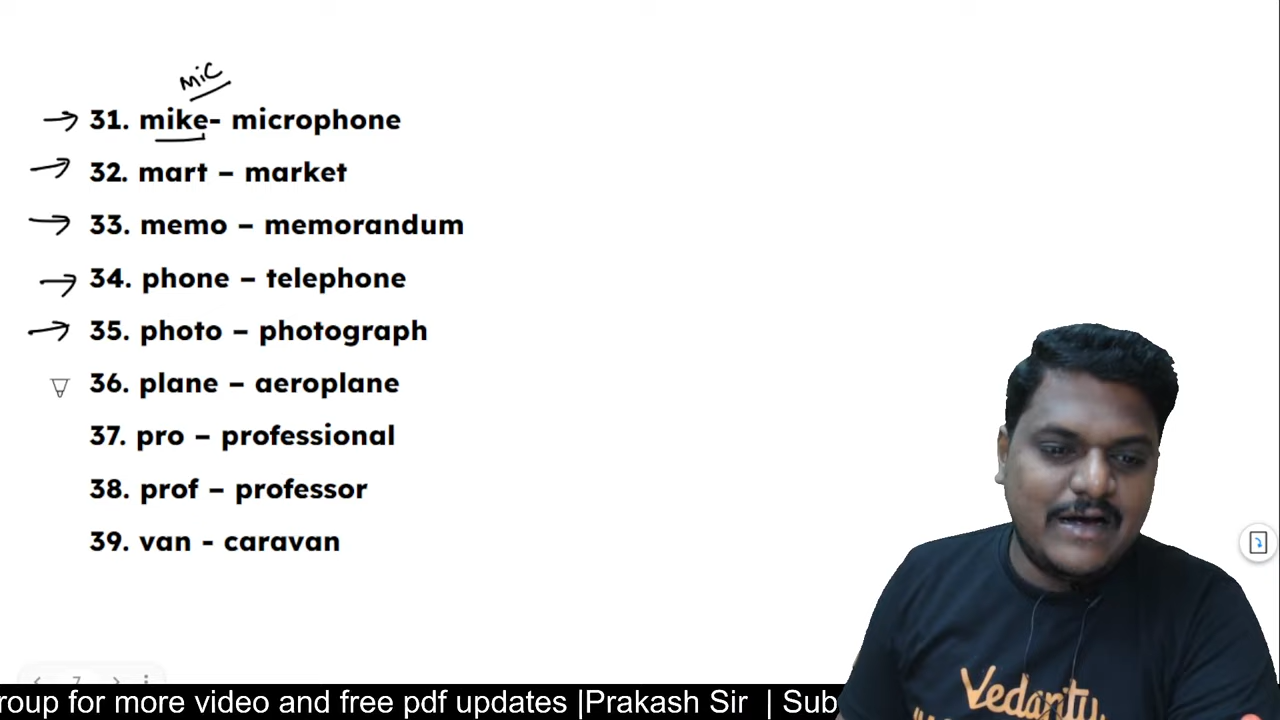 mic
31. mike- microphone
32. mart – market
33. memo – memorandum
34. phone – telephone
35. photo – photograph
36. plane – aeroplane
37. pro – professional
38. prof – professor
39. van - caravan
7
roup for more video and free pdf updates |Prakash Sir | Sub
Vedantu